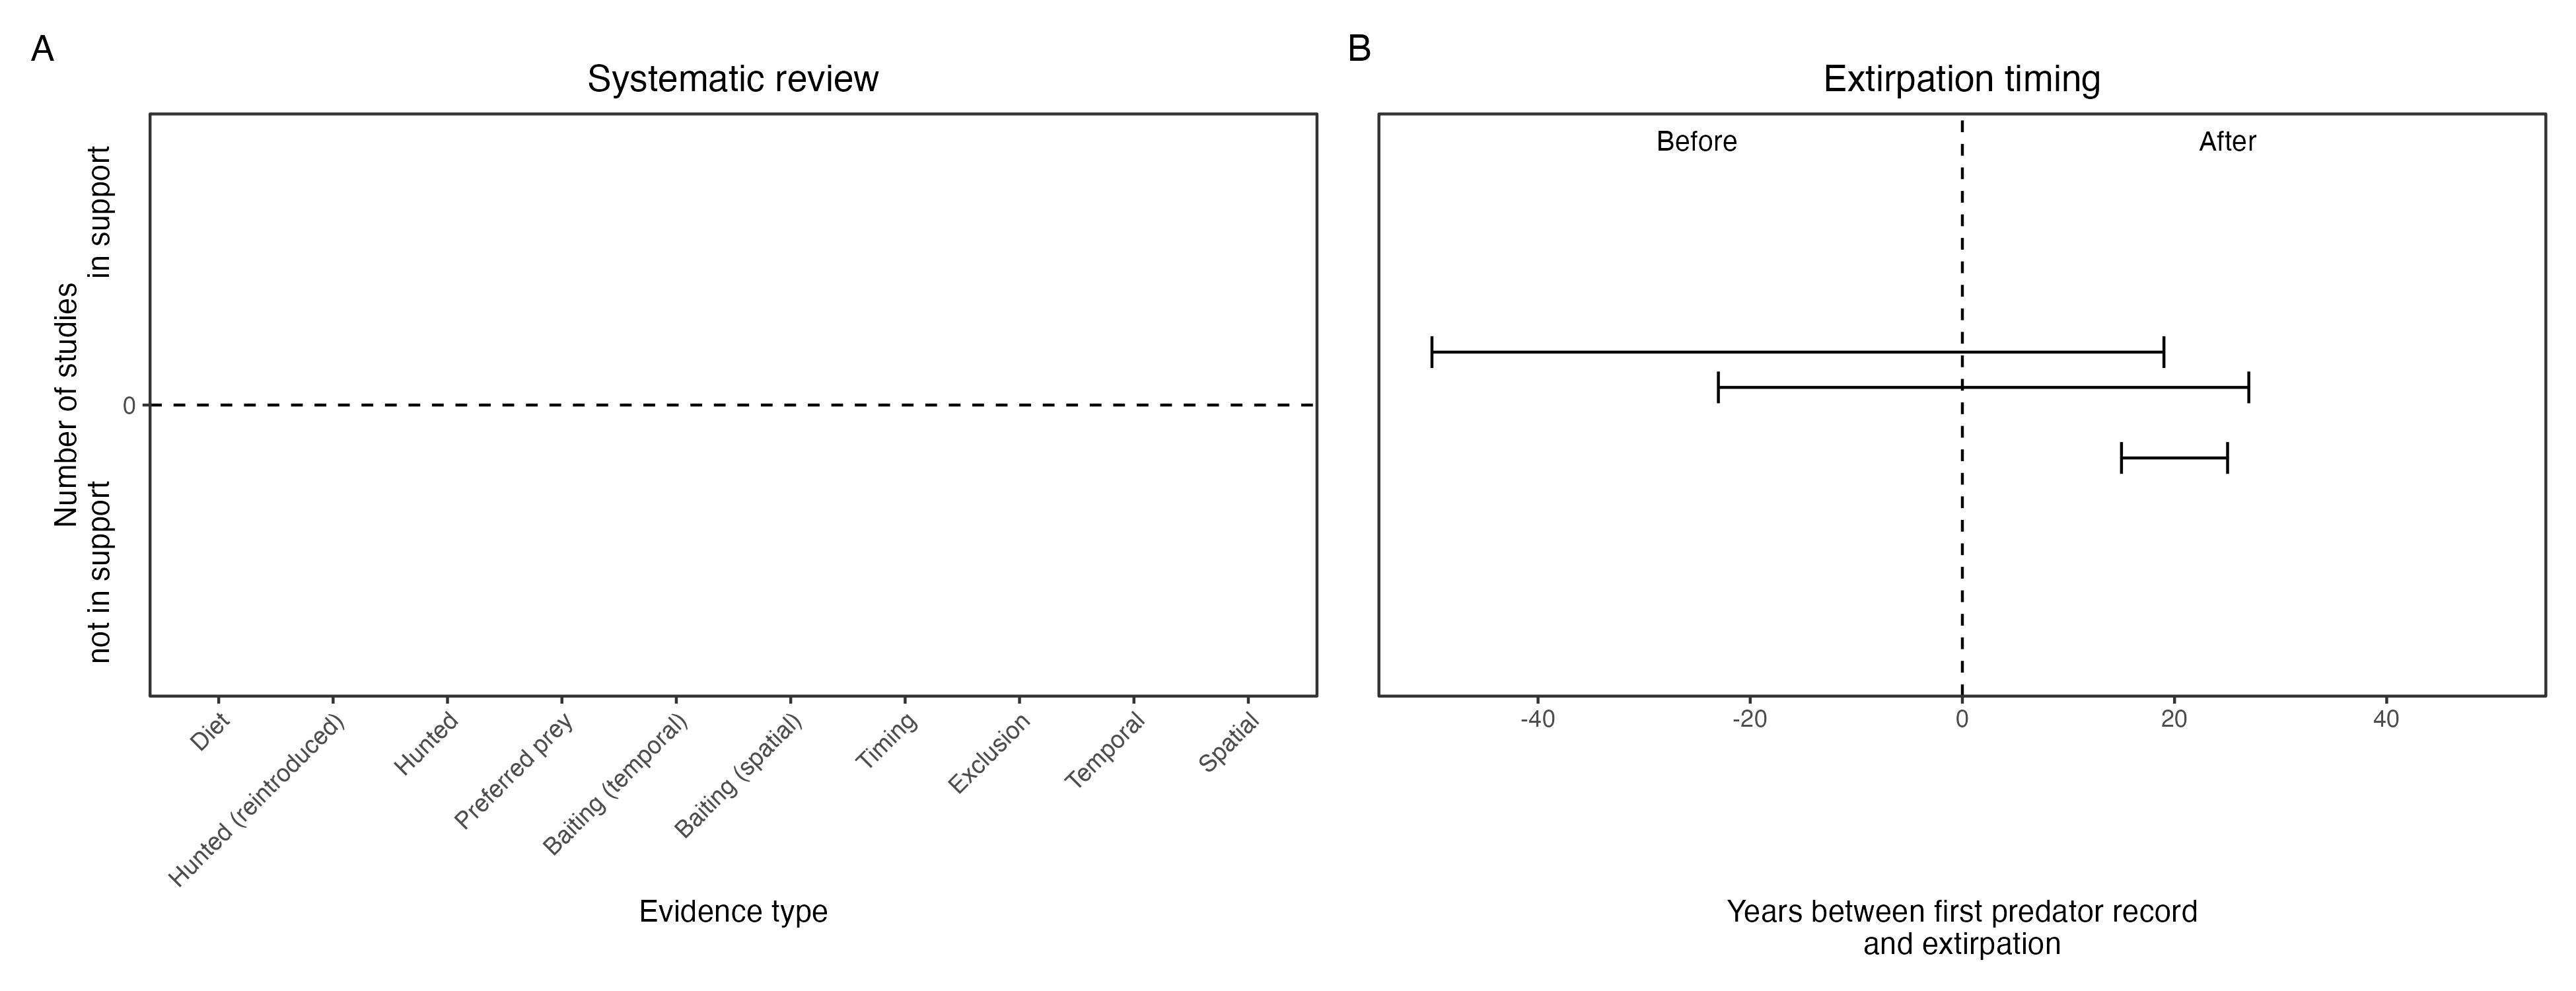 A
Systematic review
Number of studies
in support
not in support
0
Diet
Hunted (reintroduced)
Hunted
Preferred prey
Baiting (temporal)
Baiting (spatial)
Timing
Exclusion
Temporal
Spatial
Evidence type
B
Extirpation timing
Before
After
-40
-20
0
20
40
Years between first predator record
and extirpation